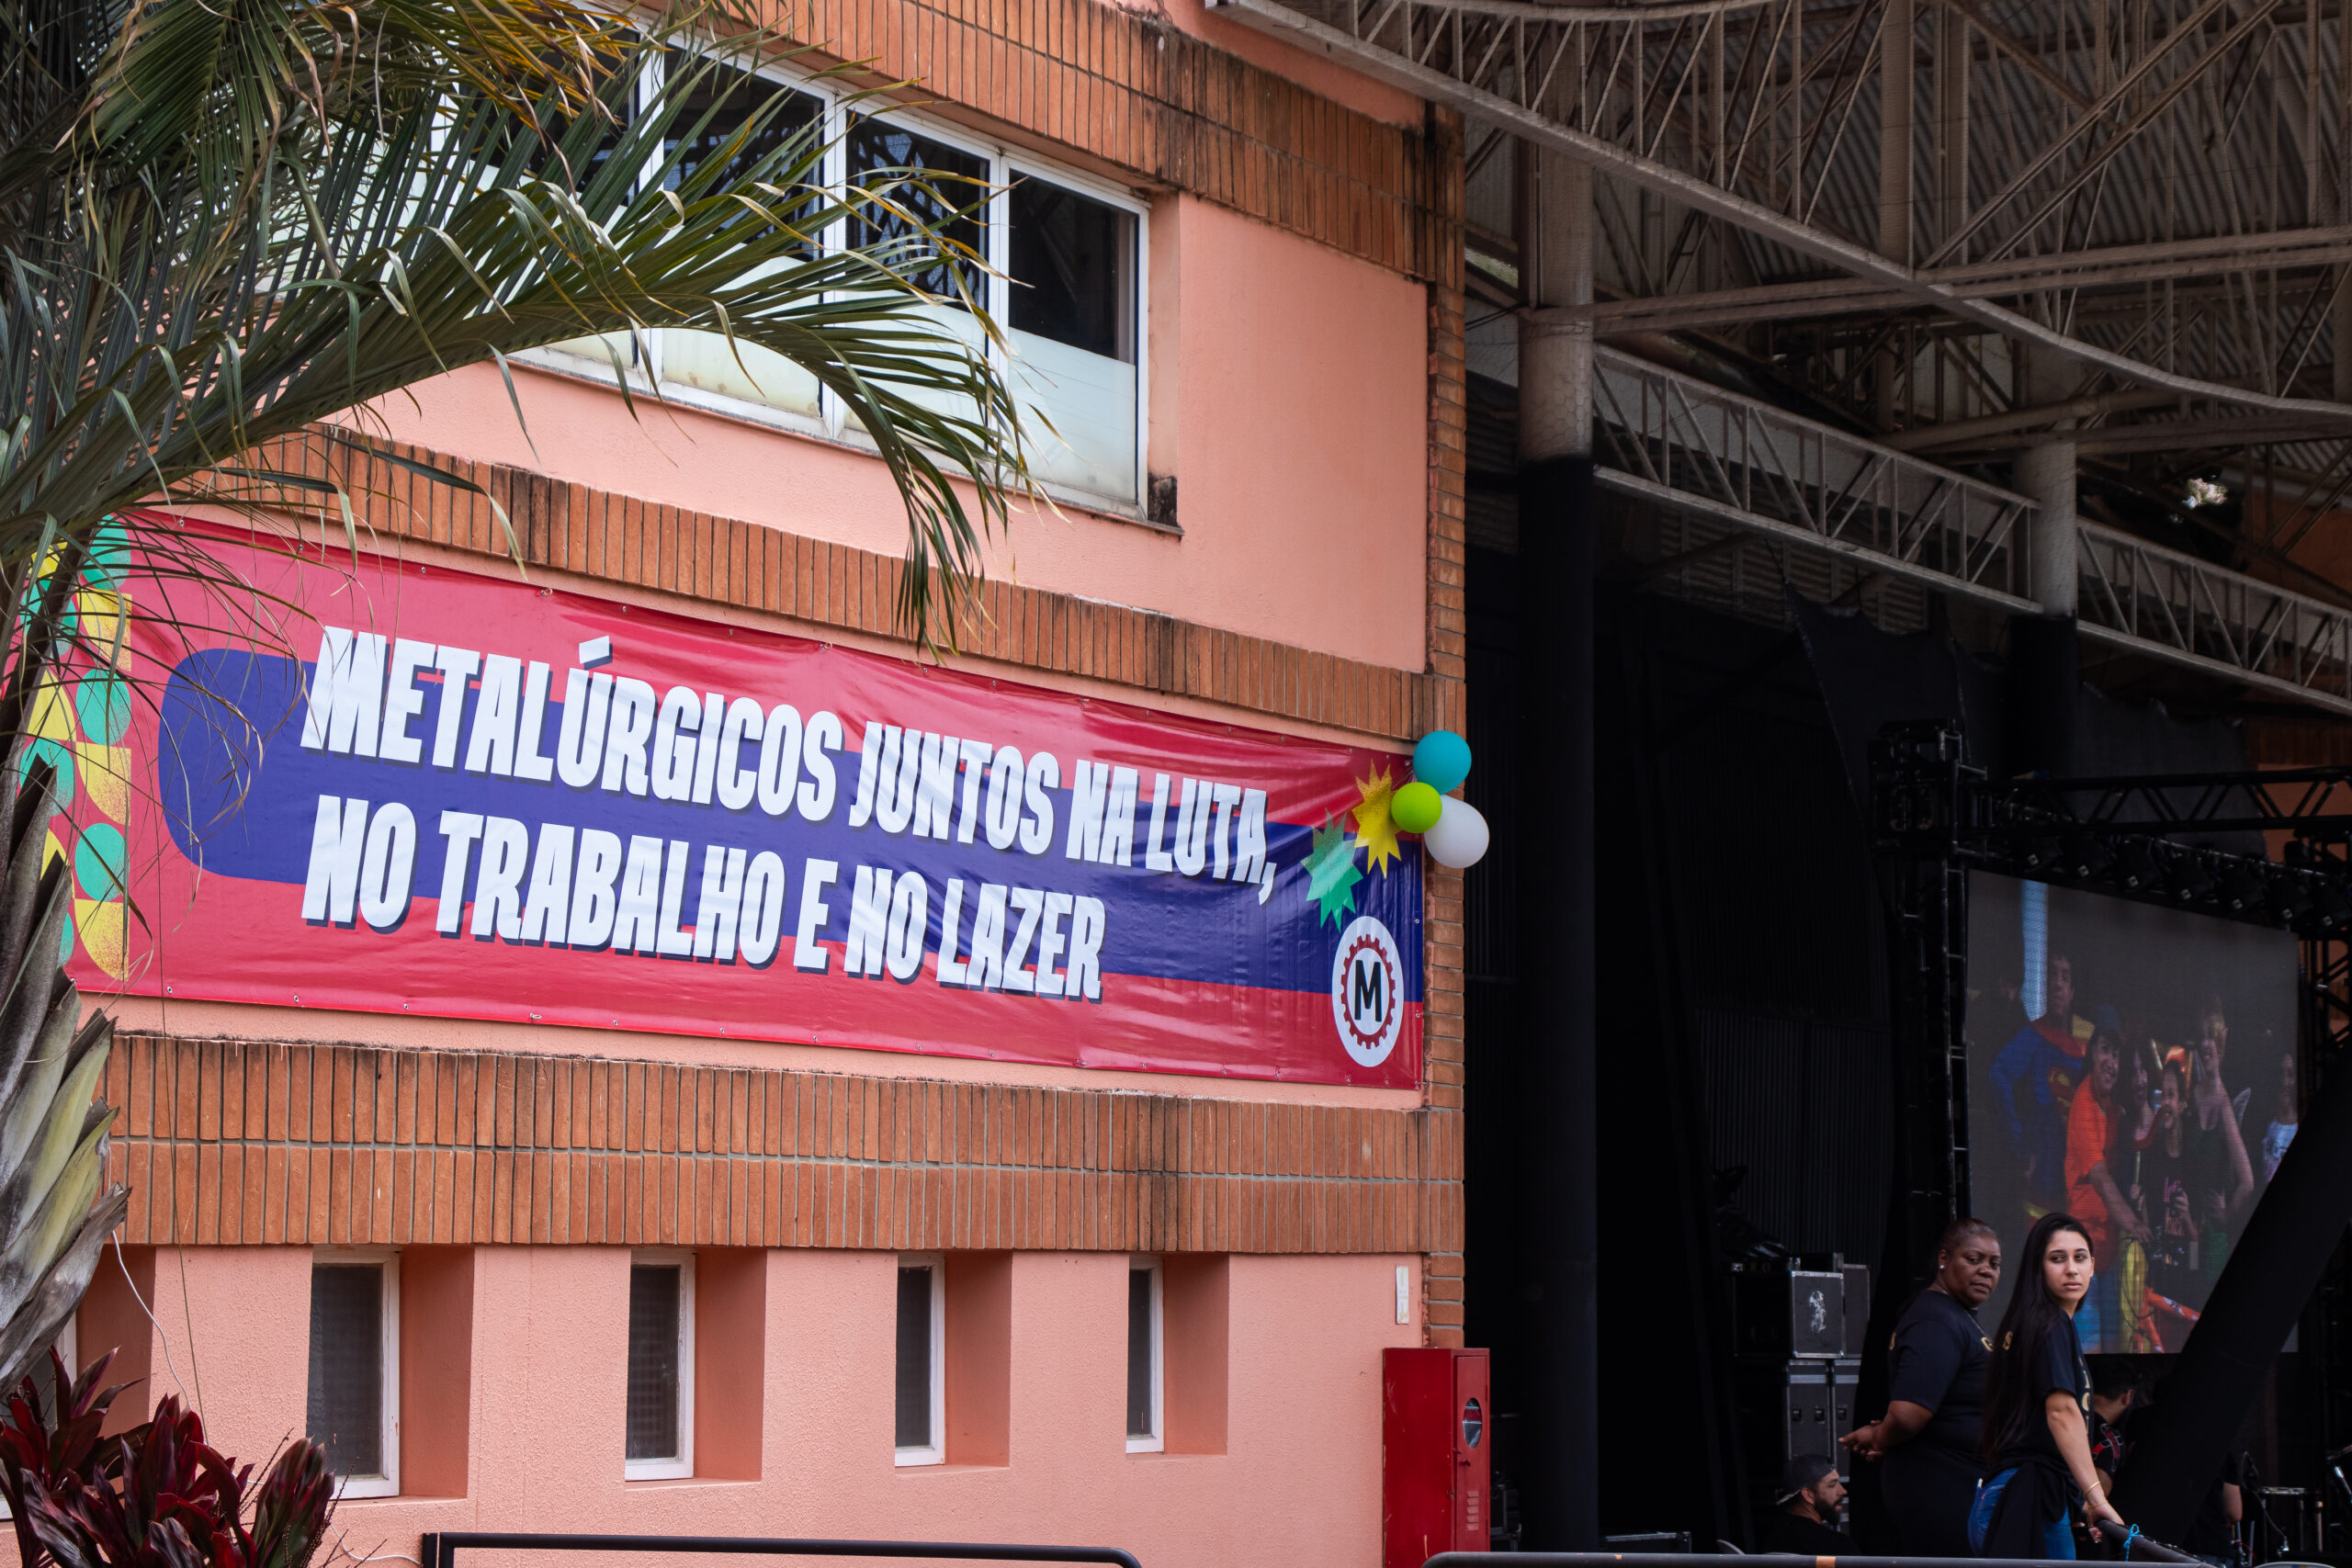 METALÚRGICOS JUNTOS NA LUTA,
NO TRABALHO E NO LAZER
M